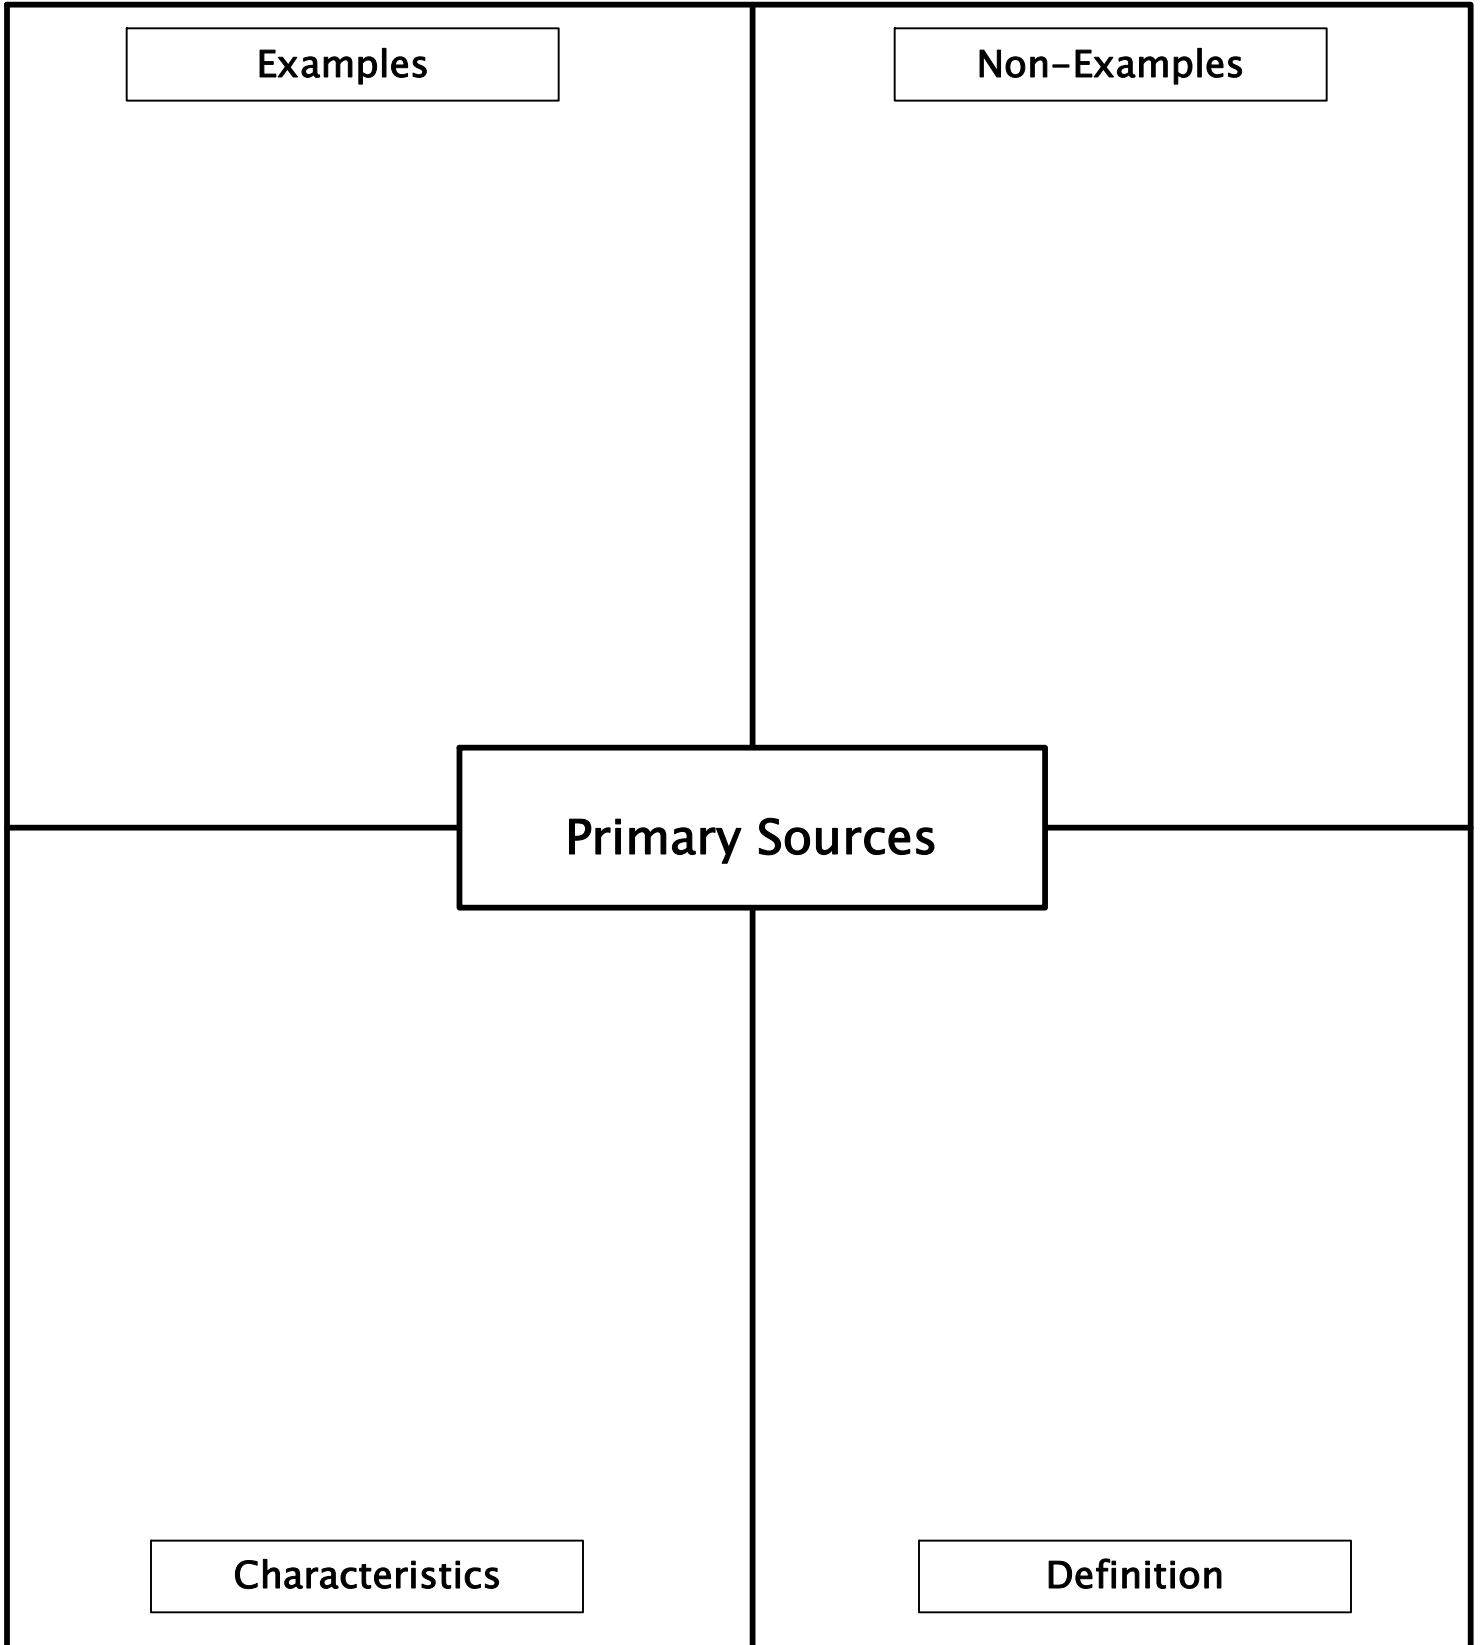 Examples
Non-Examples
Primary Sources
Characteristics
Definition